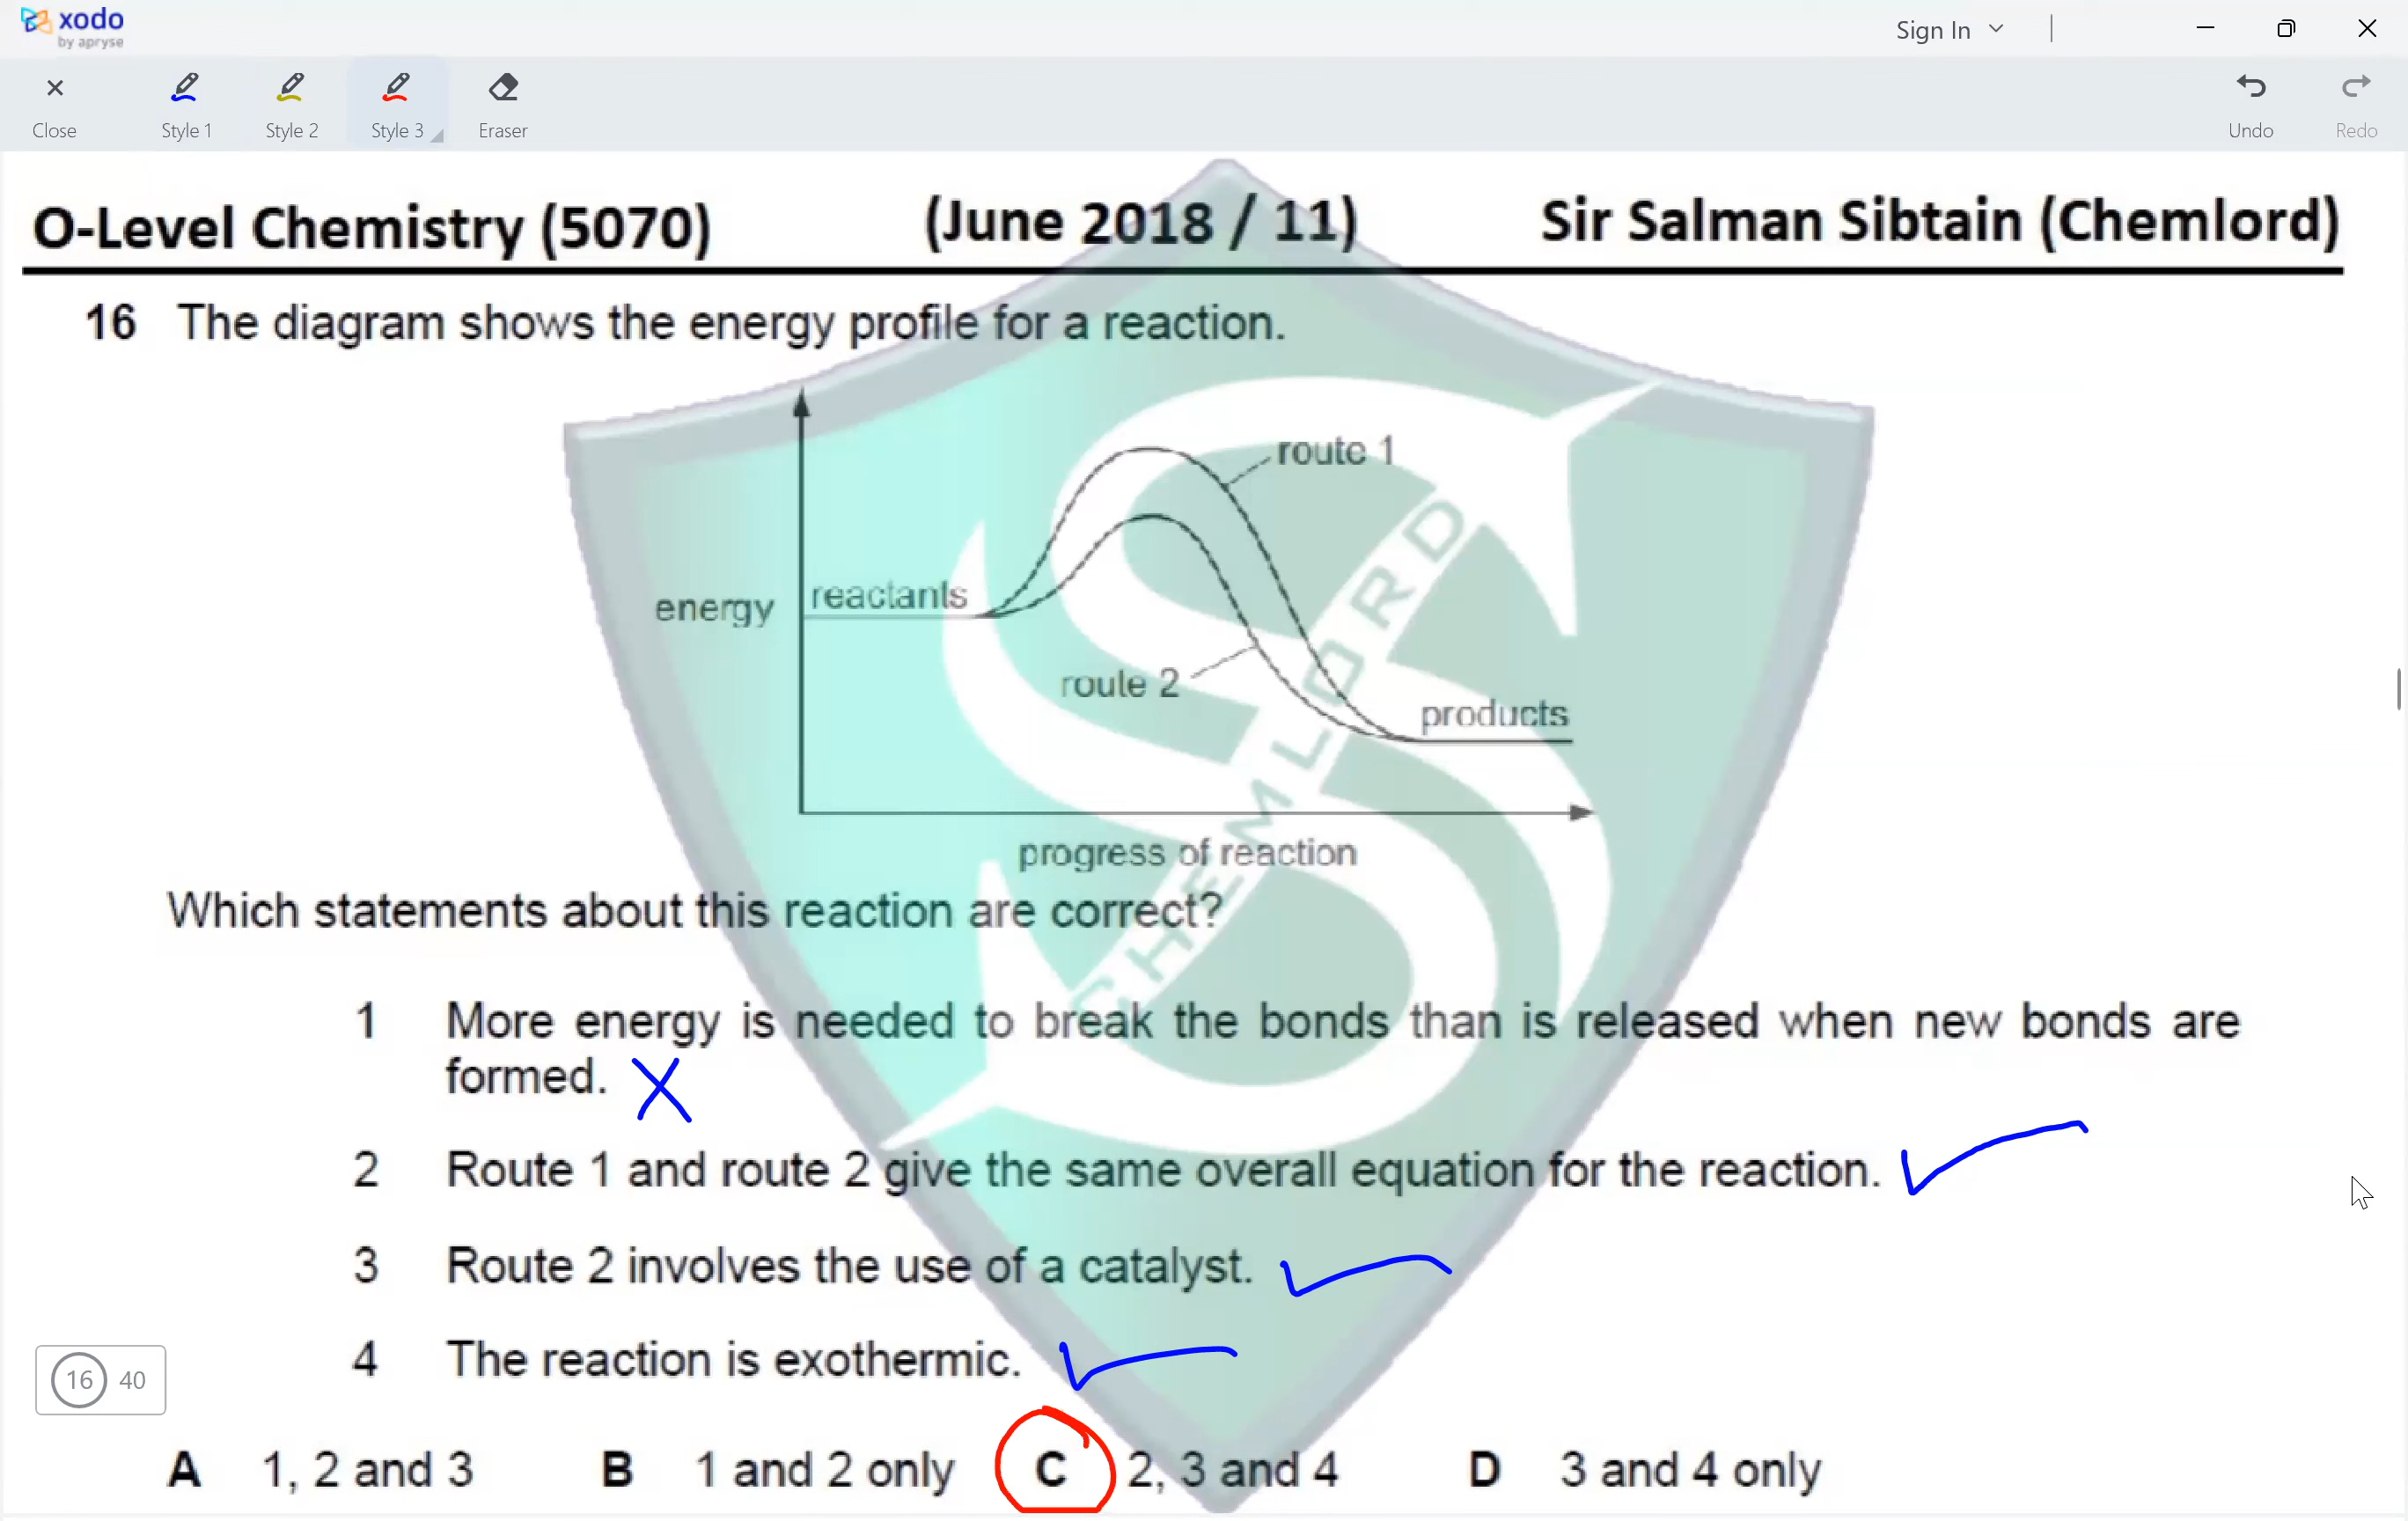 xodo
by apryse
Sign In
Close
Style 1
Style 2
Style 3
Eraser
Undo
Redo
O-Level Chemistry (5070) (June 2018 / 11) Sir Salman Sibtain (Chemlord)
16 The diagram shows the energy profile for a reaction.
route 1
reactants
energy
route 2
products
progress of reaction
CHEMLORD
Which statements about this reaction are correct?
1 More energy is needed to break the bonds than is released when new bonds are
formed.
2 Route 1 and route 2 give the same overall equation for the reaction.
3 Route 2 involves the use of a catalyst.
4 The reaction is exothermic.
16 40
A 1, 2 and 3 B 1 and 2 only C 2, 3 and 4 D 3 and 4 only